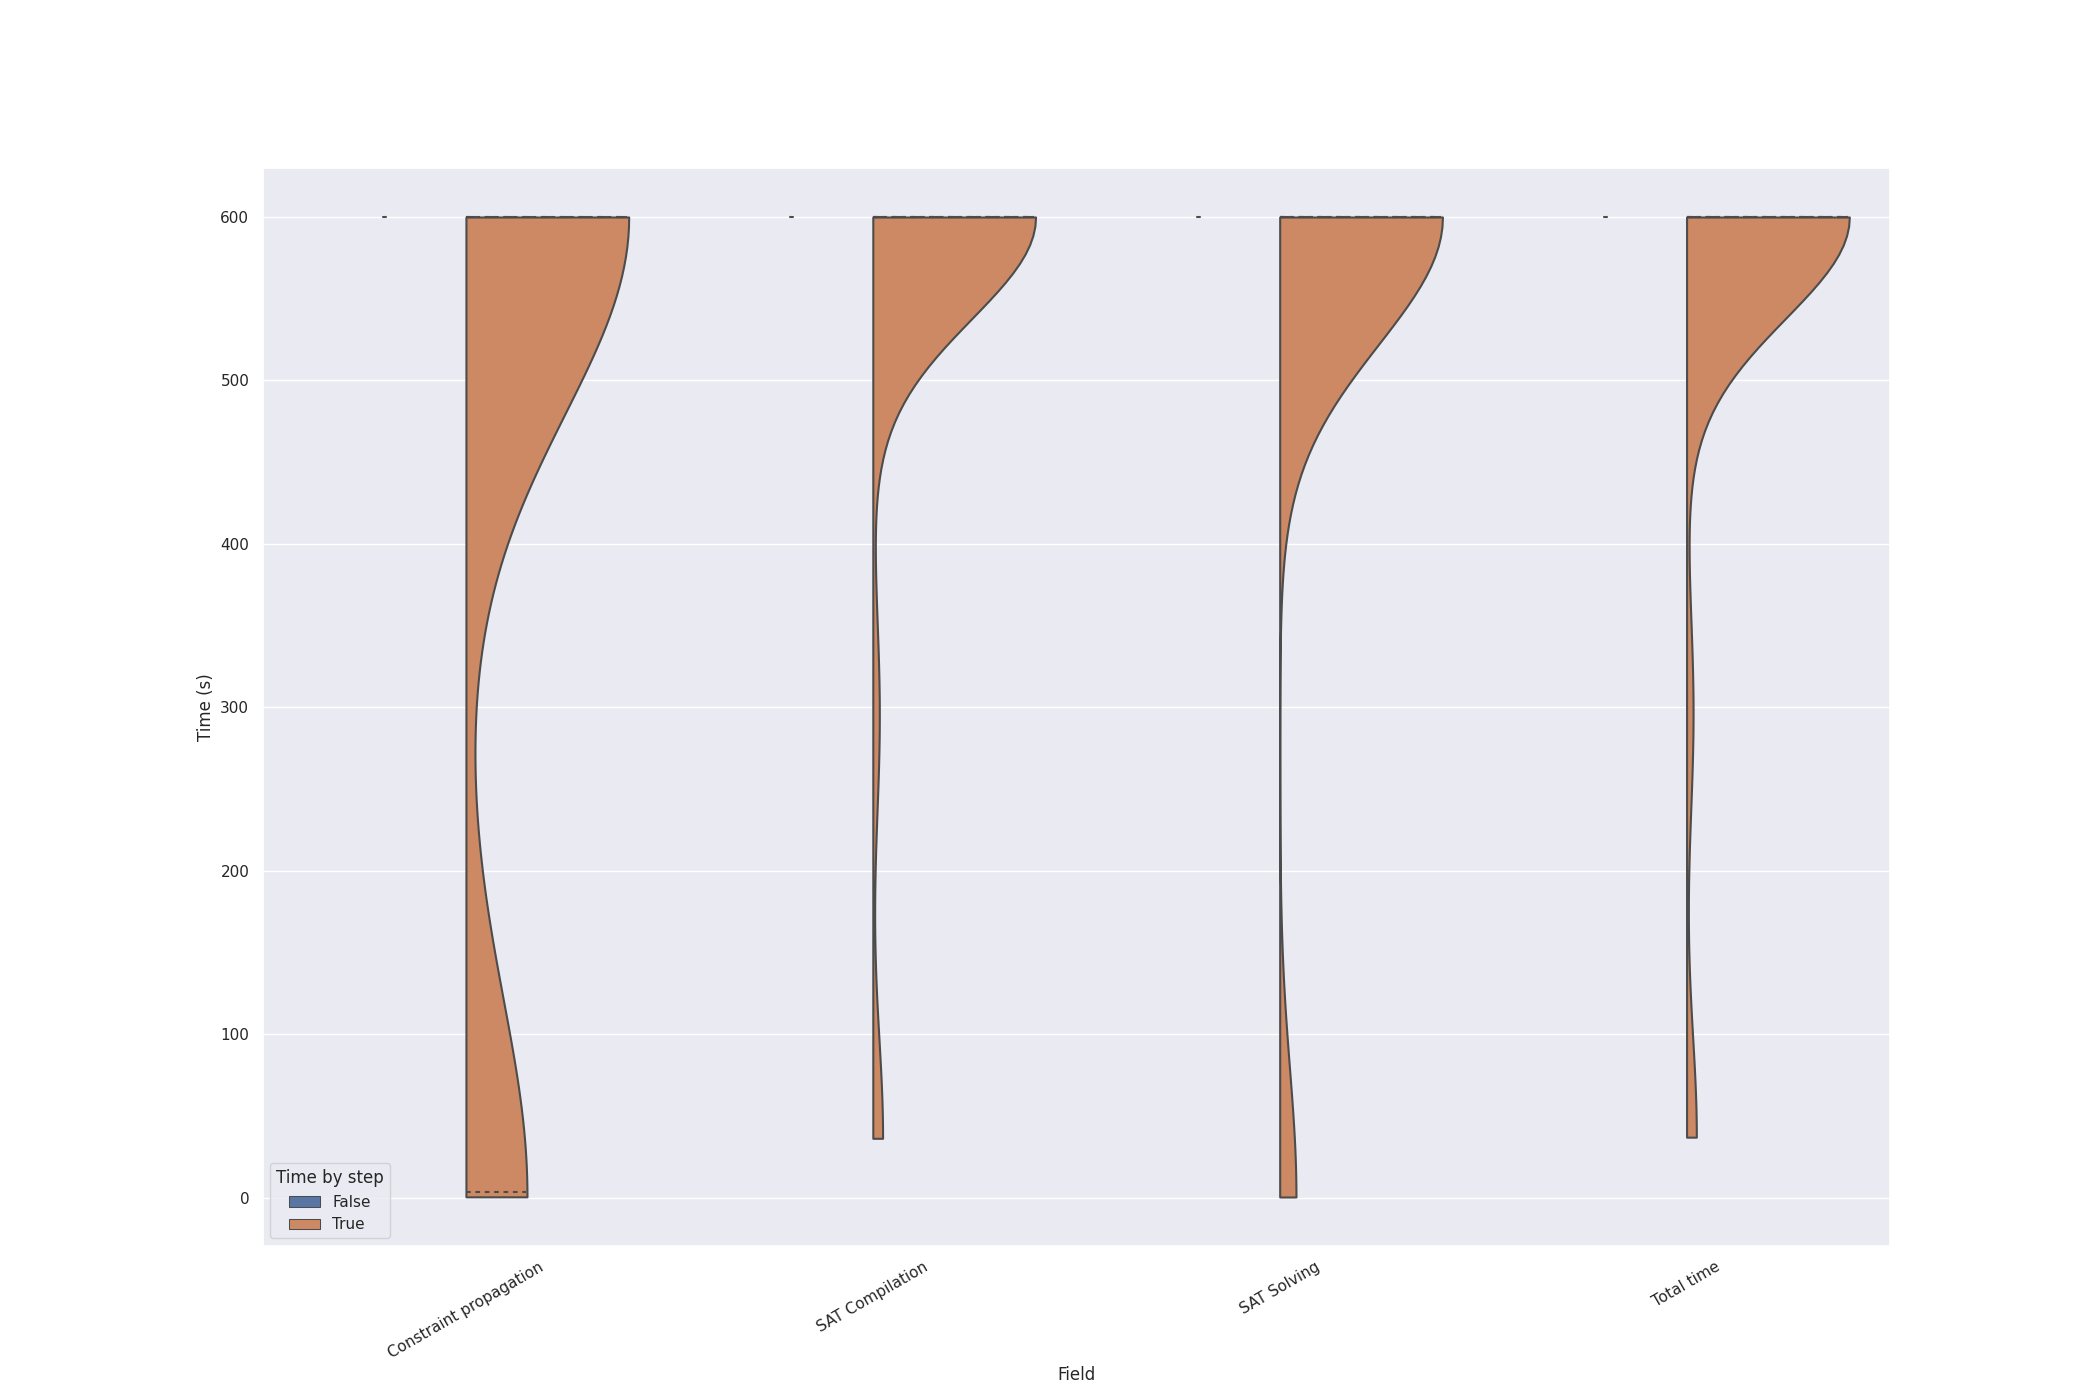 600
500
400
300
200
100
0
Time (s)
Time by step
False
True
Constraint propagation
SAT Compilation
SAT Solving
Total time
Field